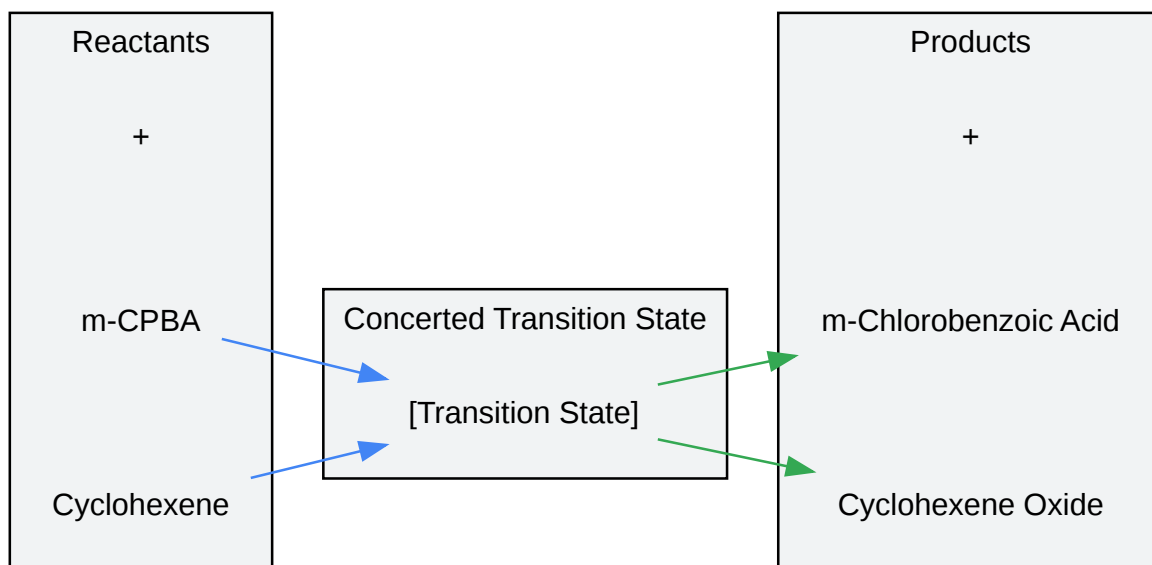 Reactants
+
m-CPBA
Cyclohexene
Concerted Transition State
[Transition State]
Products
+
m-Chlorobenzoic Acid
Cyclohexene Oxide